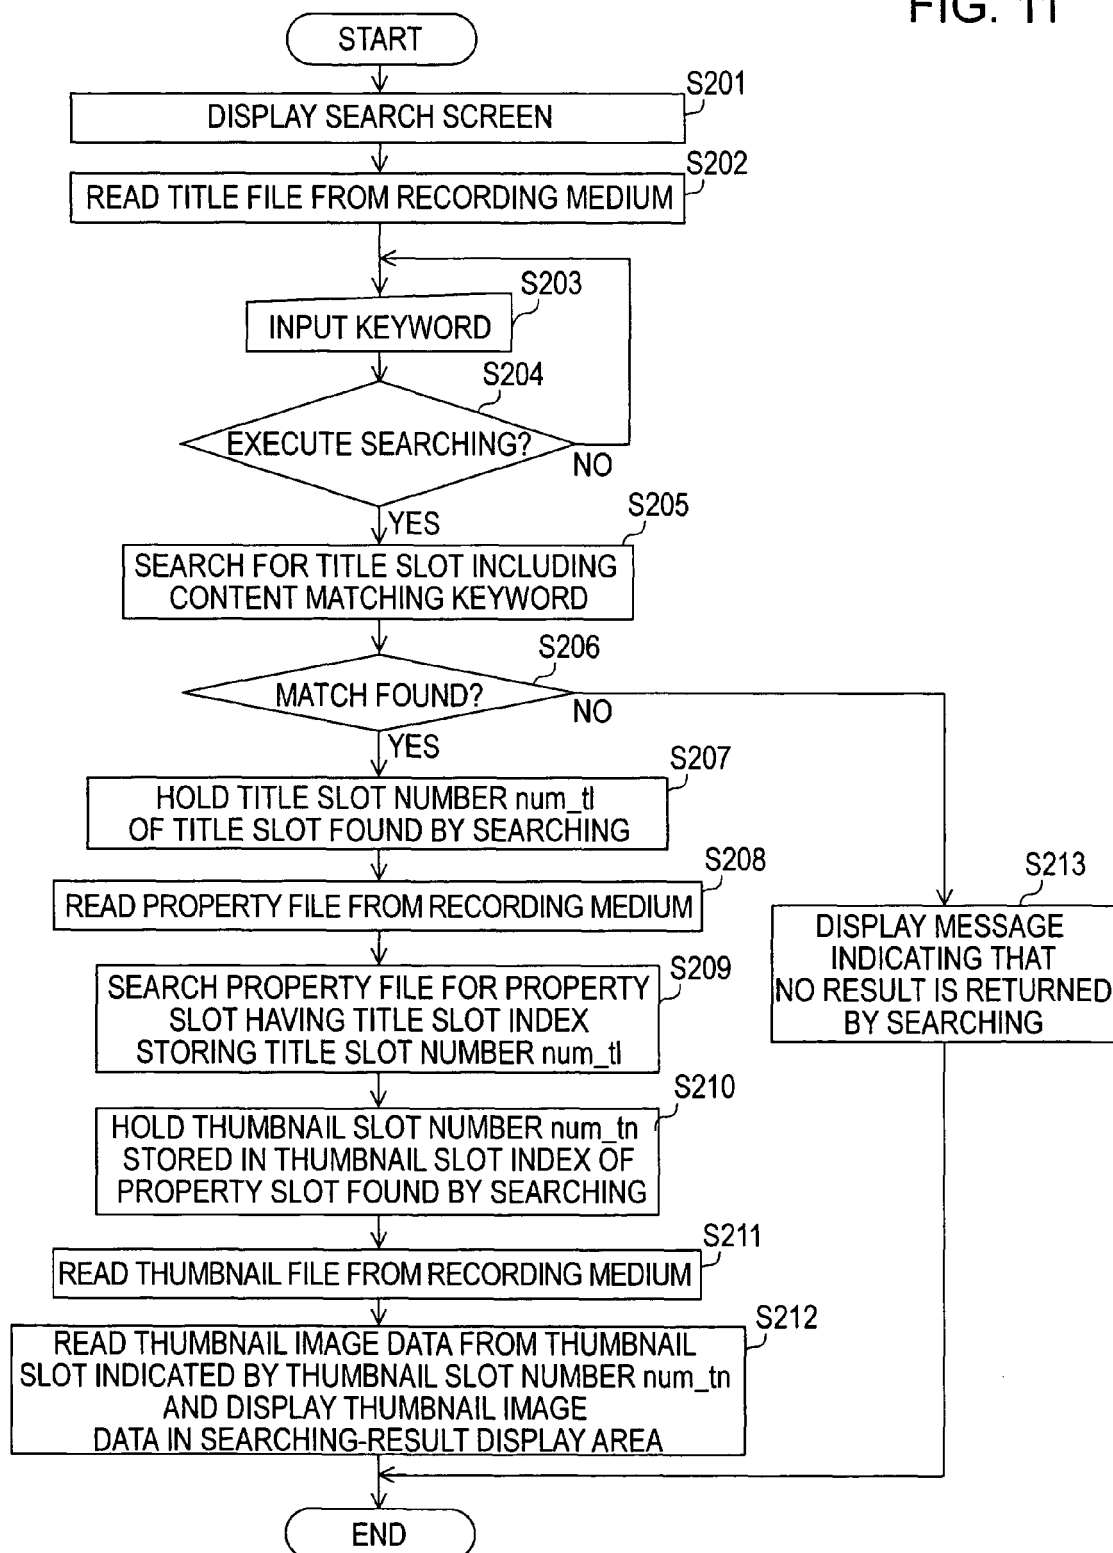 FIG. 11
START
S201
DISPLAY SEARCH SCREEN
S202
READ TITLE FILE FROM RECORDING MEDIUM
S203
INPUT KEYWORD
S204
EXECUTE SEARCHING?
NO
YES
S205
SEARCH FOR TITLE SLOT INCLUDING
CONTENT MATCHING KEYWORD
S206
MATCH FOUND?
NO
YES
S207
HOLD TITLE SLOT NUMBER num_tl
OF TITLE SLOT FOUND BY SEARCHING
S208
READ PROPERTY FILE FROM RECORDING MEDIUM
S213
DISPLAY MESSAGE
INDICATING THAT
NO RESULT IS RETURNED
BY SEARCHING
S209
SEARCH PROPERTY FILE FOR PROPERTY
SLOT HAVING TITLE SLOT INDEX
STORING TITLE SLOT NUMBER num_tl
S210
HOLD THUMBNAIL SLOT NUMBER num_tn
STORED IN THUMBNAIL SLOT INDEX OF
PROPERTY SLOT FOUND BY SEARCHING
S211
READ THUMBNAIL FILE FROM RECORDING MEDIUM
S212
READ THUMBNAIL IMAGE DATA FROM THUMBNAIL
SLOT INDICATED BY THUMBNAIL SLOT NUMBER num_tn
AND DISPLAY THUMBNAIL IMAGE
DATA IN SEARCHING-RESULT DISPLAY AREA
END